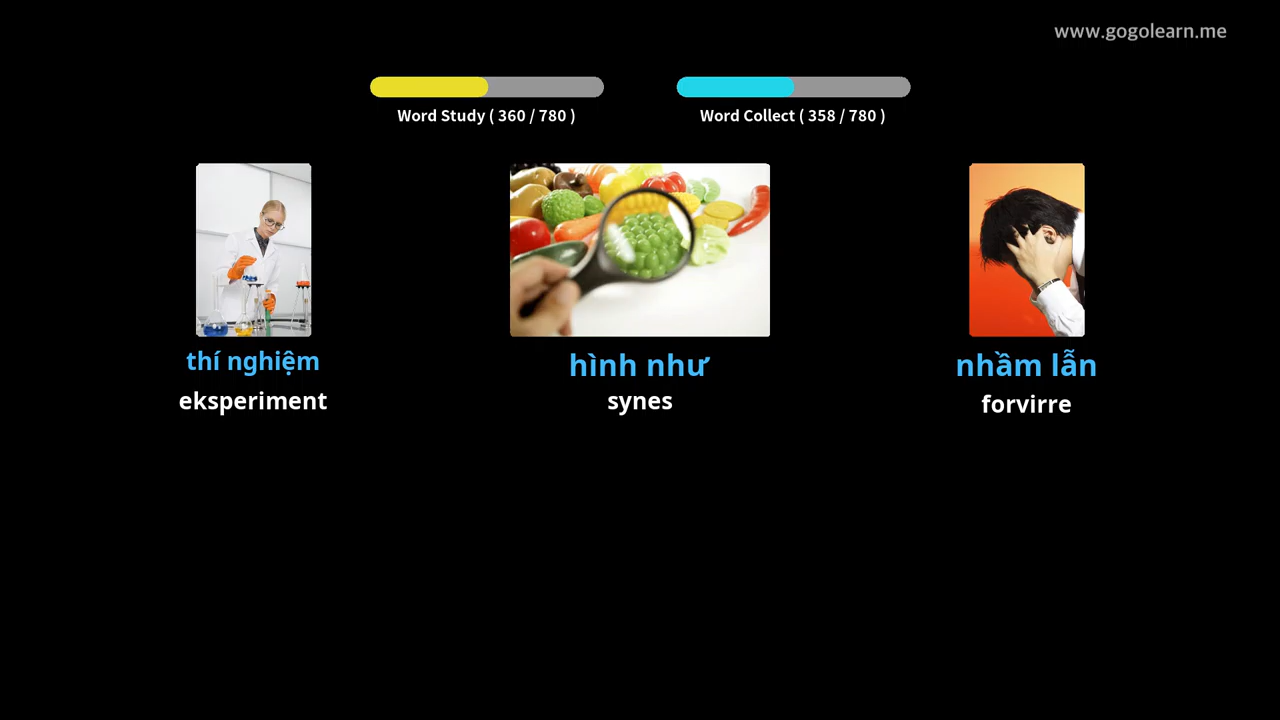 www.gogolearn.me
Word Study ( 360 / 780 )
Word Collect ( 358 / 780 )
thí nghiệm
hình như
nhầm lẫn
eksperiment
synes
forvirre